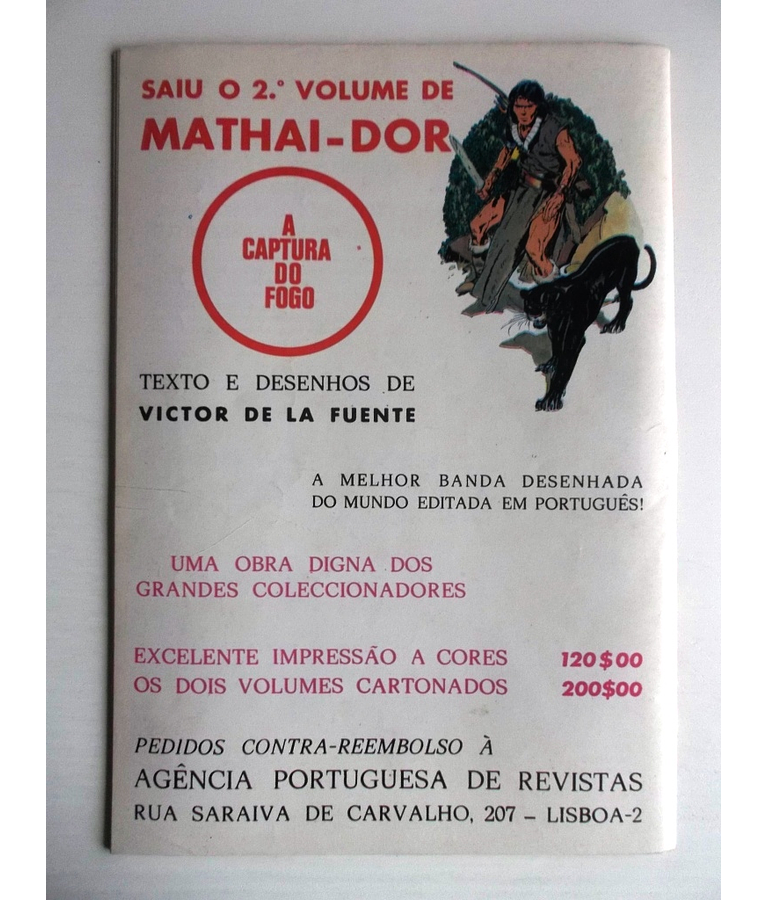 SAIU O 2.º VOLUME DE
MATHAI-DOR
A
CAPTURA
DO
FOGO
TEXTO E DESENHOS DE
VICTOR DE LA FUENTE
A MELHOR BANDA DESENHADA
DO MUNDO EDITADA EM PORTUGUÊS!
UMA OBRA DIGNA DOS
GRANDES COLECCIONADORES
EXCELENTE IMPRESSÃO A CORES 120$00
OS DOIS VOLUMES CARTONADOS 200$00
PEDIDOS CONTRA-REEMBOLSO À
AGÊNCIA PORTUGUESA DE REVISTAS
RUA SARAIVA DE CARVALHO, 207 – LISBOA-2